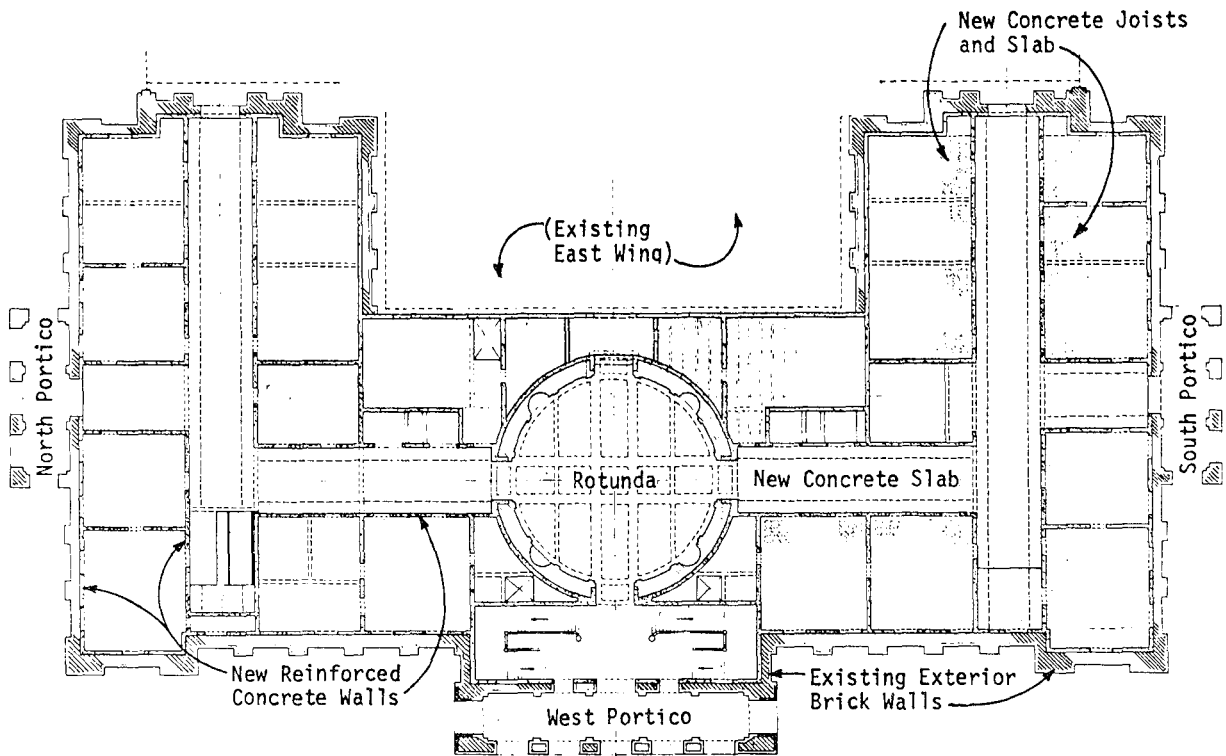 New Concrete Joists
and Slab
(Existing
East Wing)
North Portico
South Portico
Rotunda
New Concrete Slab
New Reinforced
Concrete Walls
Existing Exterior
Brick Walls
West Portico